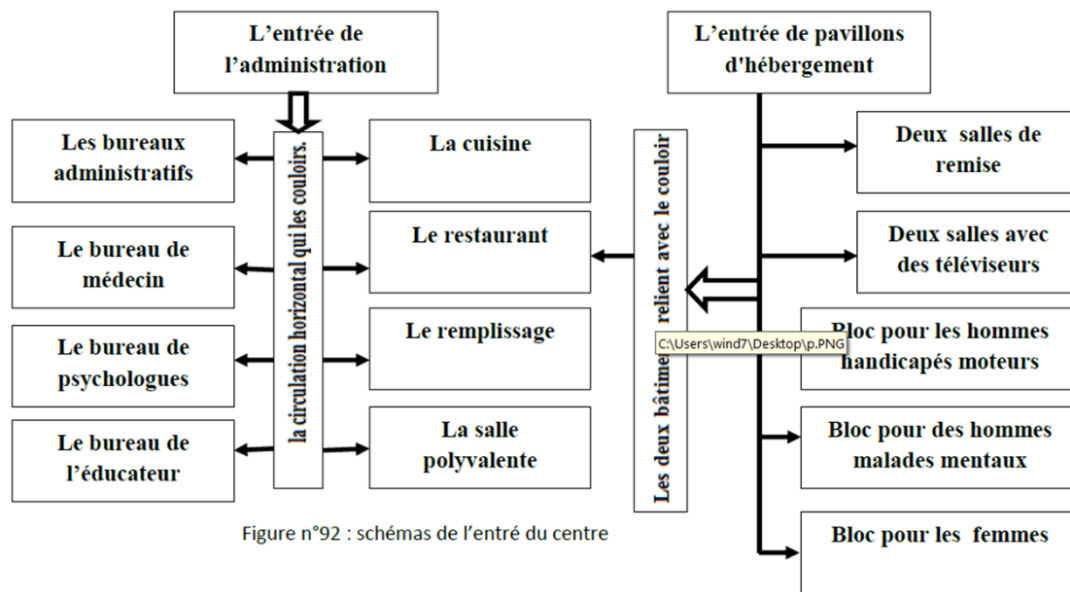 L'entrée de
l'administration
L'entrée de pavillons
d'hébergement
Les bureaux
administratifs
Le bureau de
médecin
Le bureau de
psychologues
Le bureau de
l'éducateur
la circulation horizontal qui les couloirs.
La cuisine
Le restaurant
Le remplissage
La salle
polyvalente
Les deux bâtimen relient avec le couloir
C:\Users\wind7\Desktop\p.PNG
Deux salles de
remise
Deux salles avec
des téléviseurs
Bloc pour les hommes
handicapés moteurs
Bloc pour des hommes
malades mentaux
Bloc pour les femmes
Figure n°92 : schémas de l'entré du centre